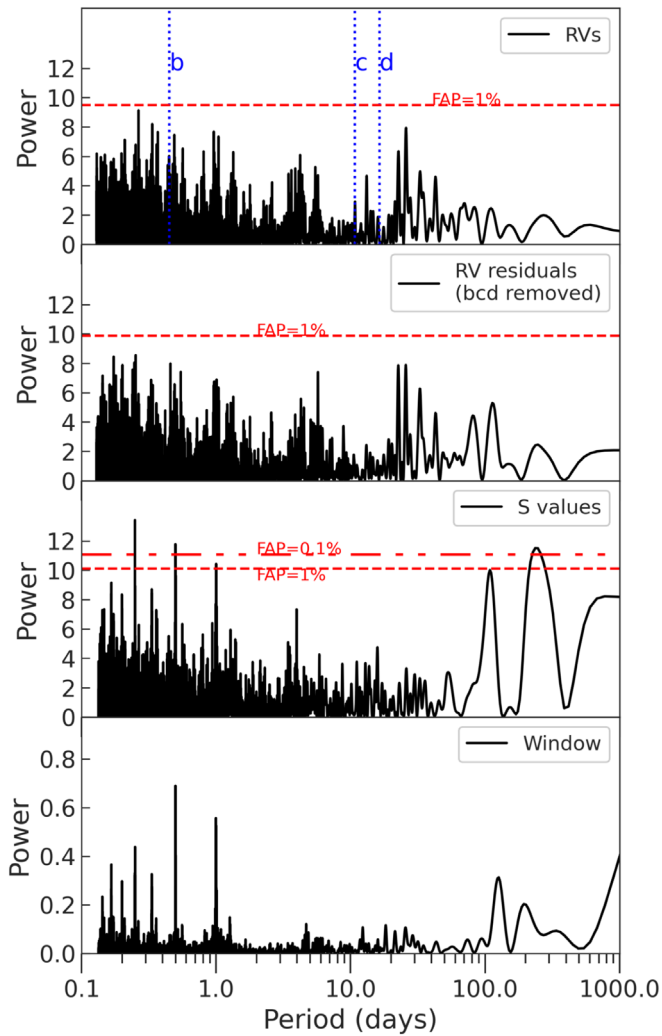 RVs
b
c
d
12
10
FAP=1%
8
6
4
2
0
Power
RV residuals
(bcd removed)
12
10
FAP=1%
8
6
4
2
0
Power
S values
12
FAP=0.1%
10
FAP=1%
8
6
4
2
0
Power
Window
0.8
0.6
0.4
0.2
0.0
Power
0.1 1.0 10.0 100.0 1000.0
Period (days)